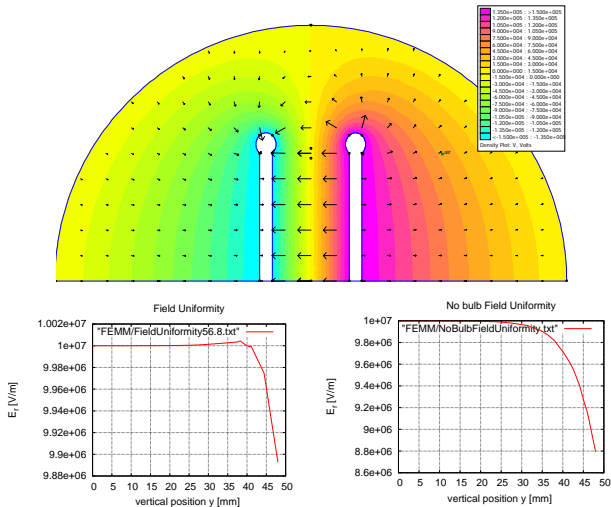 1.350e+005 : >1.500e+005
1.200e+005 : 1.350e+005
1.050e+005 : 1.200e+005
9.000e+004 : 1.050e+005
7.500e+004 : 9.000e+004
6.000e+004 : 7.500e+004
4.500e+004 : 6.000e+004
3.000e+004 : 4.500e+004
1.500e+004 : 3.000e+004
0.000e+000 : 1.500e+004
-1.500e+004 : 0.000e+000
-3.000e+004 : -1.500e+004
-4.500e+004 : -3.000e+004
-6.000e+004 : -4.500e+004
-7.500e+004 : -6.000e+004
-9.000e+004 : -7.500e+004
-1.050e+005 : -9.000e+004
-1.200e+005 : -1.050e+005
-1.350e+005 : -1.200e+005
<-1.500e+005 : -1.350e+005
Density Plot: V, Volts
Field Uniformity
"FEMM/FieldUniformity56.8.txt"
1.002e+07
1e+07
9.98e+06
9.96e+06
9.94e+06
9.92e+06
9.9e+06
9.88e+06
E_r [V/m]
0 5 10 15 20 25 30 35 40 45 50
vertical position y [mm]
No bulb Field Uniformity
"FEMM/NoBulbFieldUniformity.txt"
1e+07
9.8e+06
9.6e+06
9.4e+06
9.2e+06
9e+06
8.8e+06
8.6e+06
E_r [V/m]
0 5 10 15 20 25 30 35 40 45 50
vertical position y [mm]